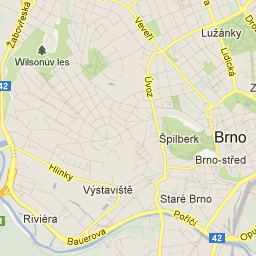 Žabovřeská
Veveří
Lužánky
Lidická
Wilsonův les
42
Úvoz
Špilberk
Brno
Brno-střed
Hlinky
Výstaviště
Staré Brno
Poříčí
Riviéra
Bauerova
42